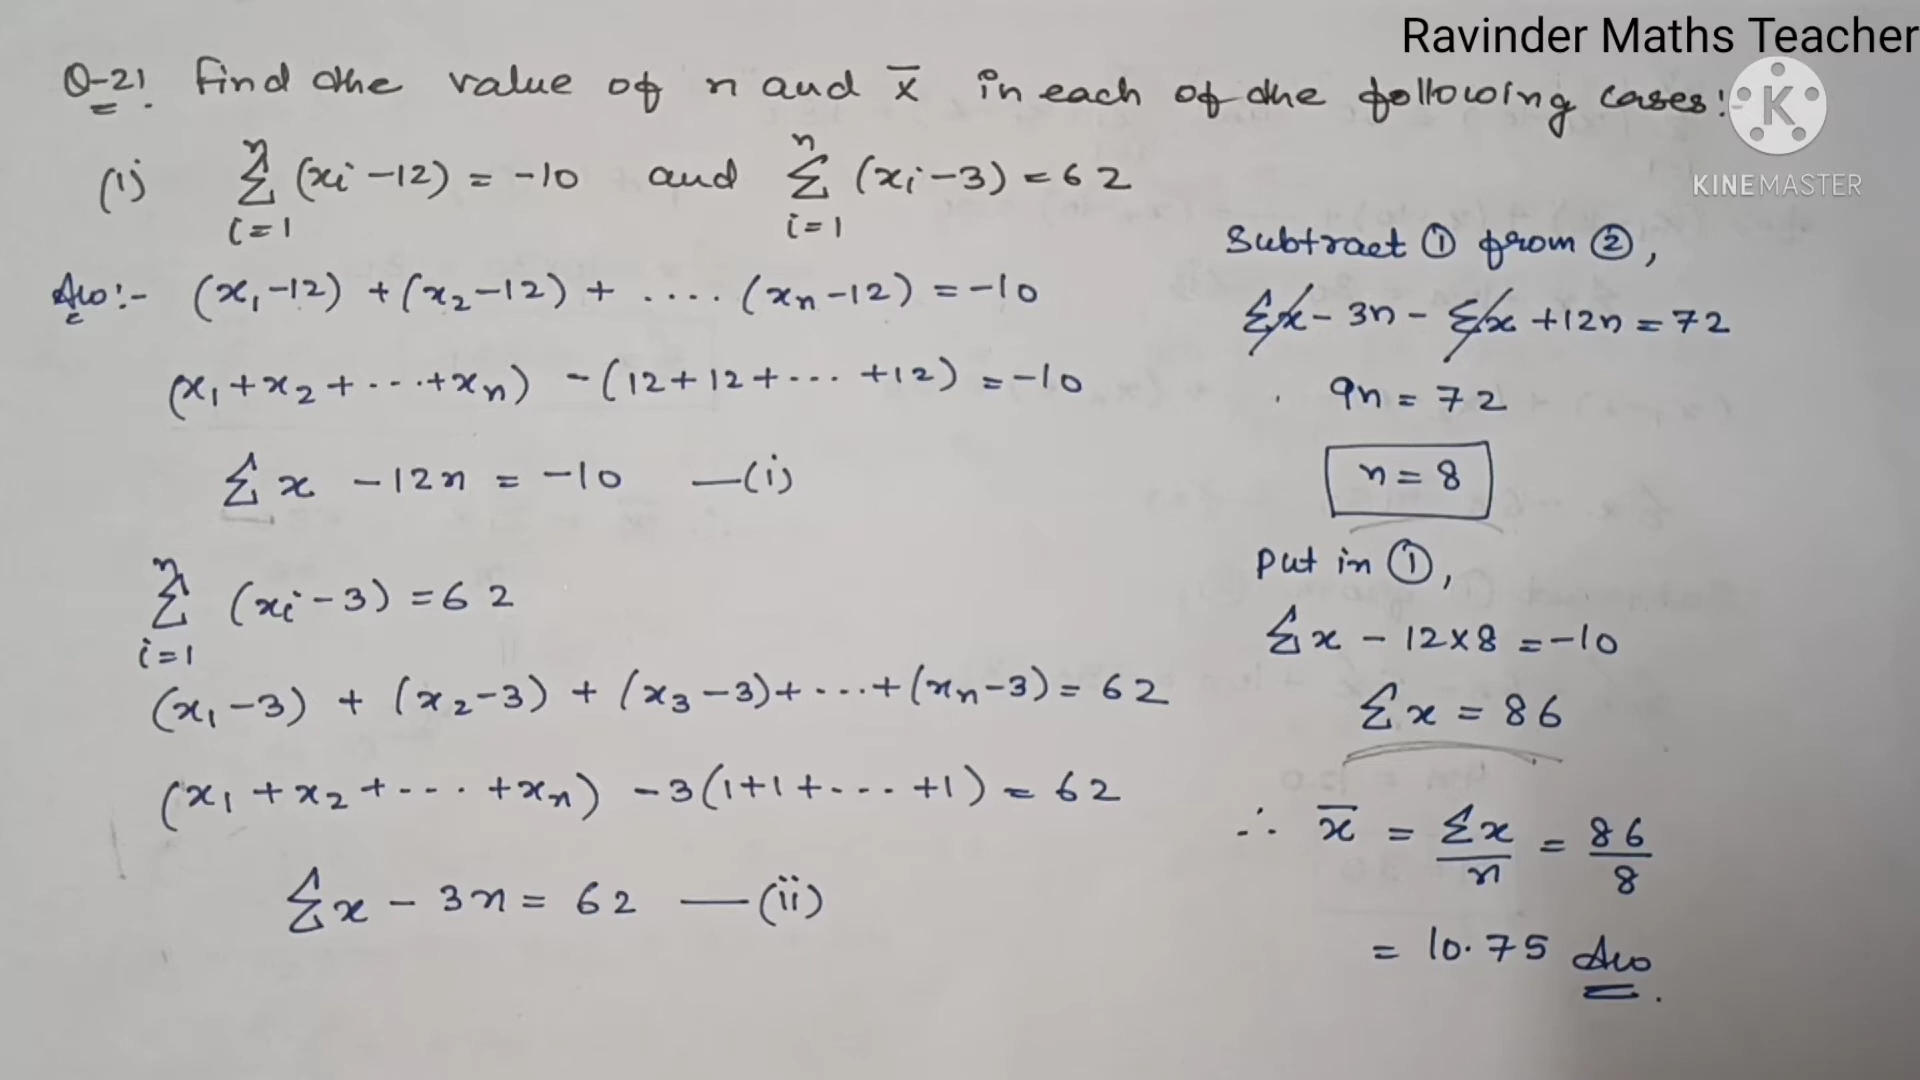 Ravinder Maths Teacher
Q-21. Find the value of n and x̄ in each of the following cases:-
K
KINEMASTER
(i) n Σ i=1 (xi -12) = -10 and n Σ i=1 (xi -3) = 62
Ans:- (x₁-12) + (x₂-12) + .... (xn -12) = -10
(x₁+x₂+ ... +xn) - (12+12+... +12) = -10
Σx -12n = -10 —(i)
n Σ i=1 (xi -3) = 62
(x₁-3) + (x₂-3) + (x₃-3)+ ...+(xn-3) = 62
(x₁+x₂+ ... +xn) -3(1+1+... +1) = 62
Σx - 3n = 62 —(ii)
Subtract ① from ②,
Σx - 3n - Σx +12n = 72
9n = 72
n = 8
Put in ①,
Σx - 12×8 = -10
Σx = 86
∴ x̄ = Σx/n = 86/8
= 10.75 Ans.